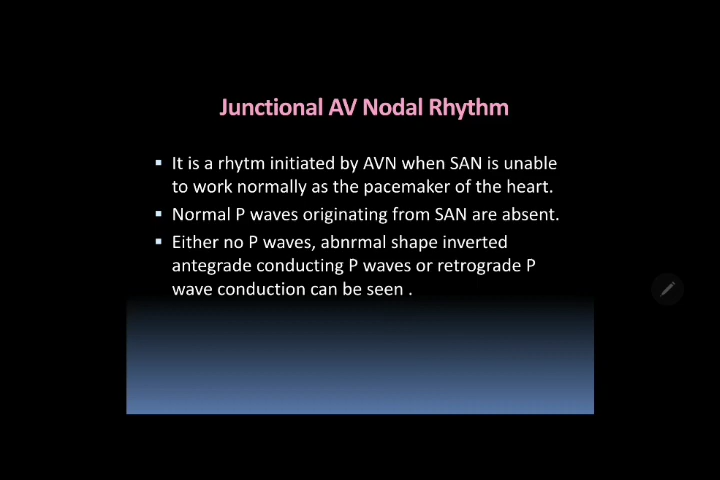 Junctional AV Nodal Rhythm
▪ It is a rhytm initiated by AVN when SAN is unable
to work normally as the pacemaker of the heart.
▪ Normal P waves originating from SAN are absent.
▪ Either no P waves, abnrmal shape inverted
antegrade conducting P waves or retrograde P
wave conduction can be seen .